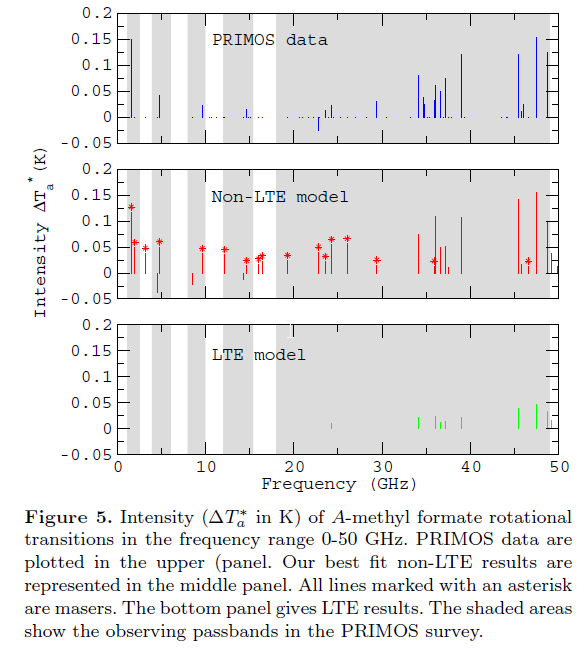 0.2
0.15
0.1
0.05
0
-0.05
PRIMOS data
Intensity ΔTa* (K)
0.2
0.15
0.1
0.05
0
-0.05
Non-LTE model
0.2
0.15
0.1
0.05
0
-0.05
LTE model
0 10 20 30 40 50
Frequency (GHz)
Figure 5. Intensity (ΔTa* in K) of A-methyl formate rotational
transitions in the frequency range 0-50 GHz. PRIMOS data are
plotted in the upper (panel. Our best fit non-LTE results are
represented in the middle panel. All lines marked with an asterisk
are masers. The bottom panel gives LTE results. The shaded areas
show the observing passbands in the PRIMOS survey.